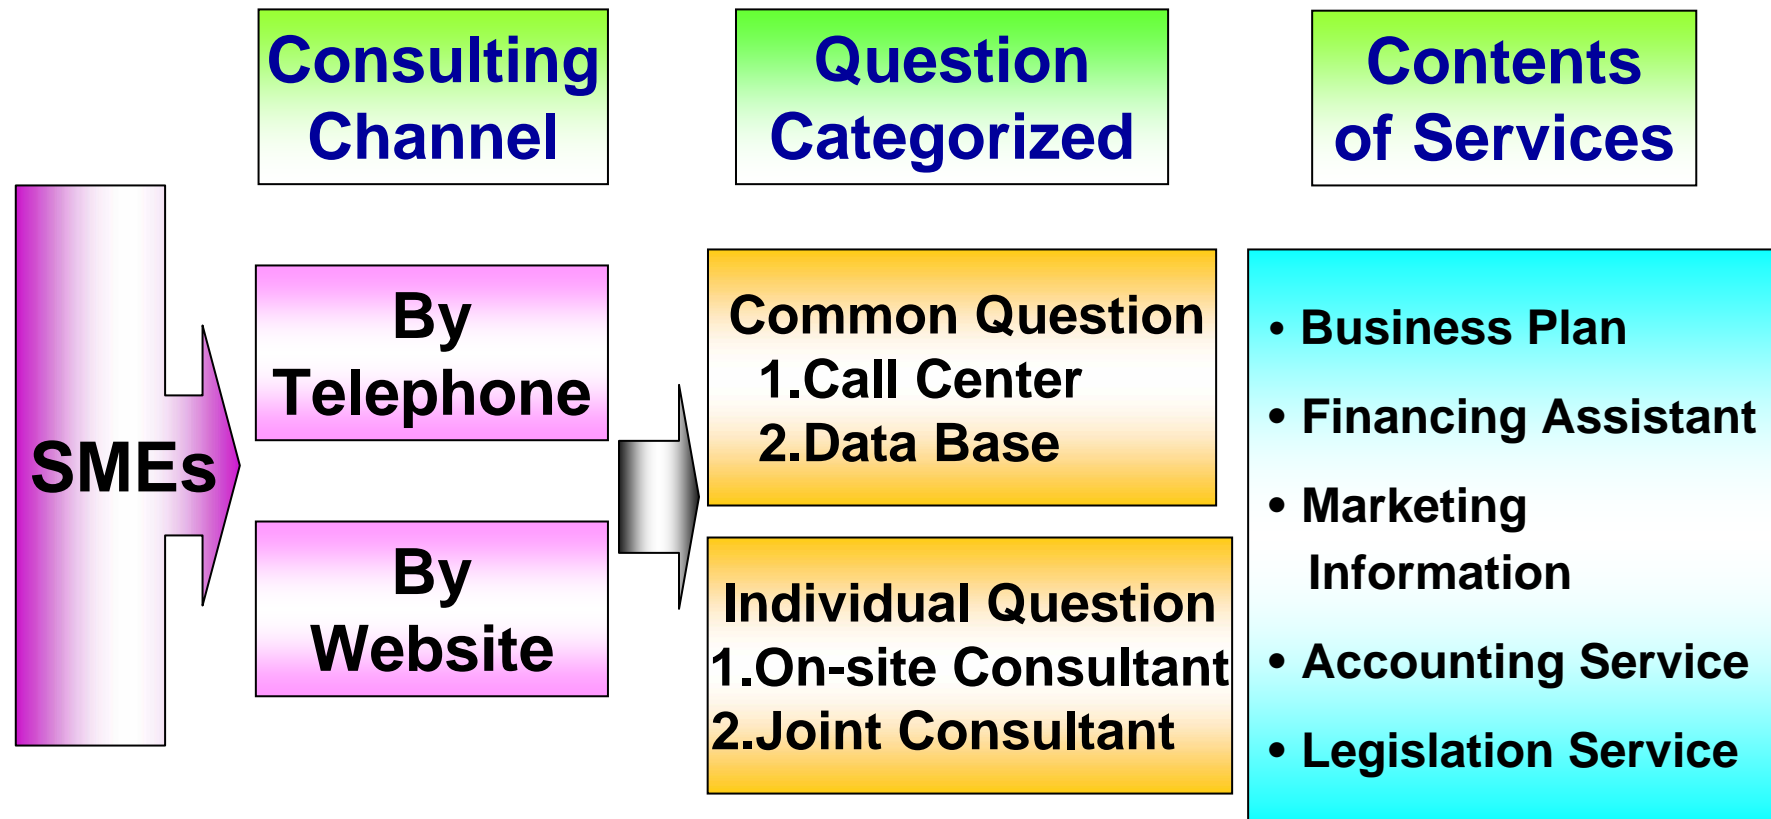 Consulting
Channel
Question
Categorized
Contents
of Services
SMEs
By
Telephone
By
Website
Common Question
1.Call Center
2.Data Base
Individual Question
1.On-site Consultant
2.Joint Consultant
• Business Plan
• Financing Assistant
• Marketing
Information
• Accounting Service
• Legislation Service